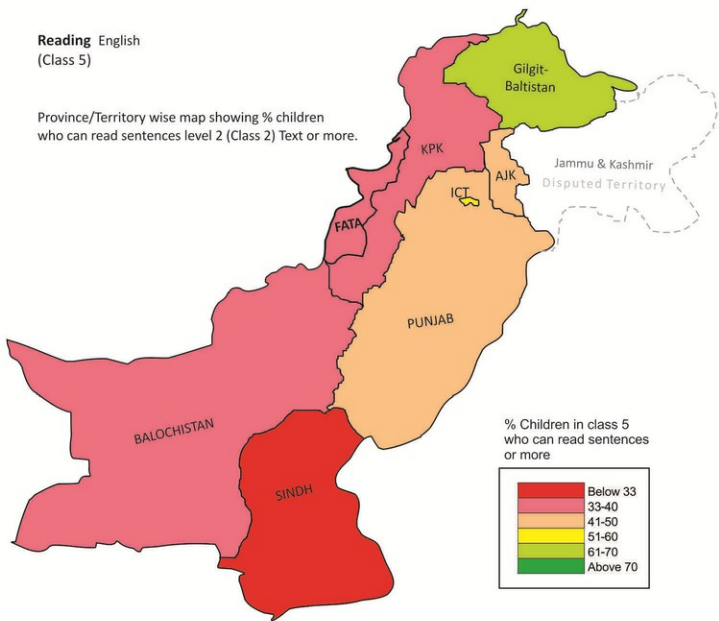 Reading English
(Class 5)
Province/Territory wise map showing % children
who can read sentences level 2 (Class 2) Text or more.
Gilgit-
Baltistan
KPK
Jammu & Kashmir
Disputed Territory
AJK
ICT
FATA
PUNJAB
BALOCHISTAN
SINDH
% Children in class 5
who can read sentences
or more
Below 33
33-40
41-50
51-60
61-70
Above 70